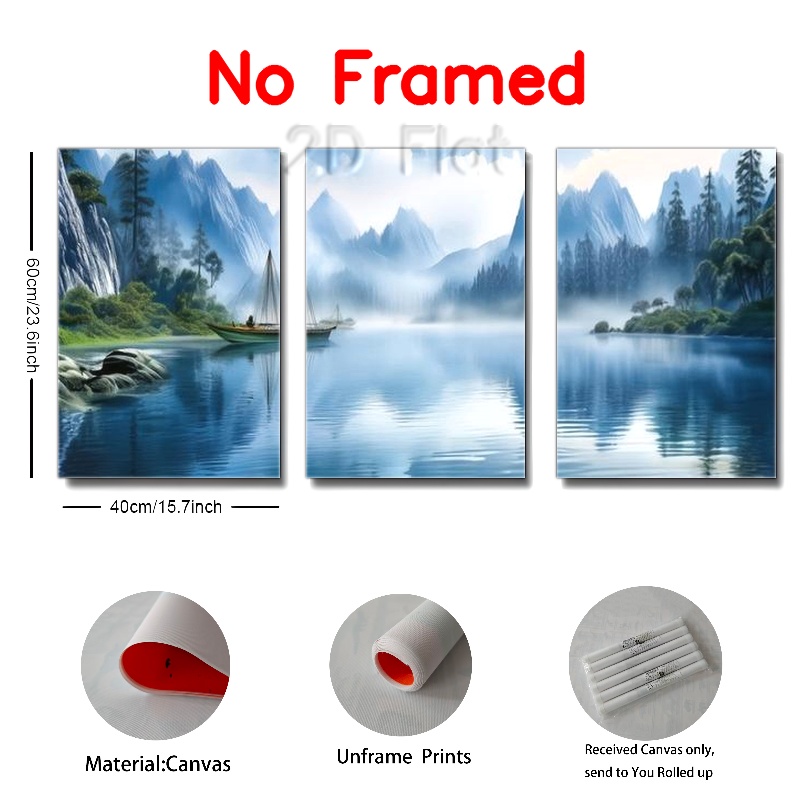 No Framed
2D Flat
60cm/23.6inch
40cm/15.7inch
Material:Canvas
Unframe Prints
Received Canvas only,
send to You Rolled up